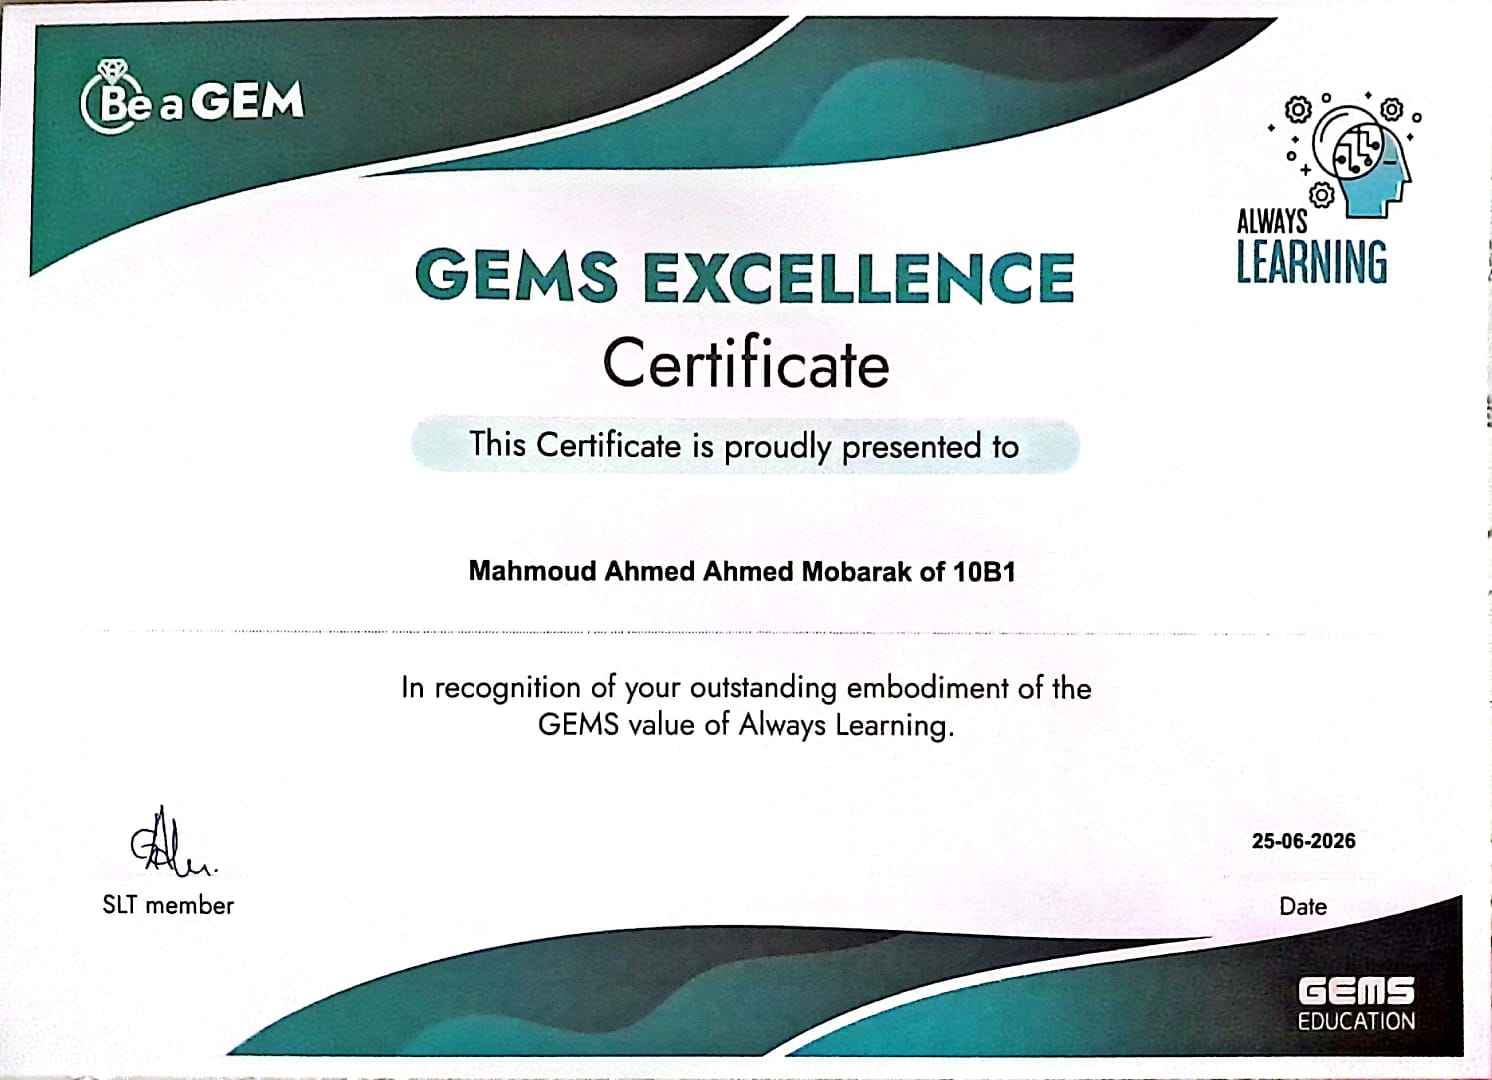 Be a GEM
ALWAYS
LEARNING
GEMS EXCELLENCE
Certificate
This Certificate is proudly presented to
Mahmoud Ahmed Ahmed Mobarak of 10B1
In recognition of your outstanding embodiment of the
GEMS value of Always Learning.
25-06-2026
SLT member
Date
GEMS
EDUCATION